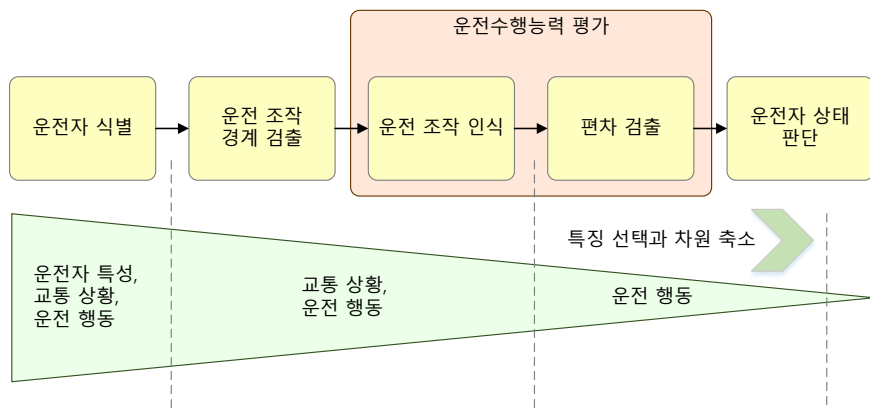 운전수행능력 평가
운전자 식별
운전 조작
경계 검출
운전 조작 인식
편차 검출
운전자 상태
판단
특징 선택과 차원 축소
운전자 특성,
교통 상황,
운전 행동
교통 상황,
운전 행동
운전 행동